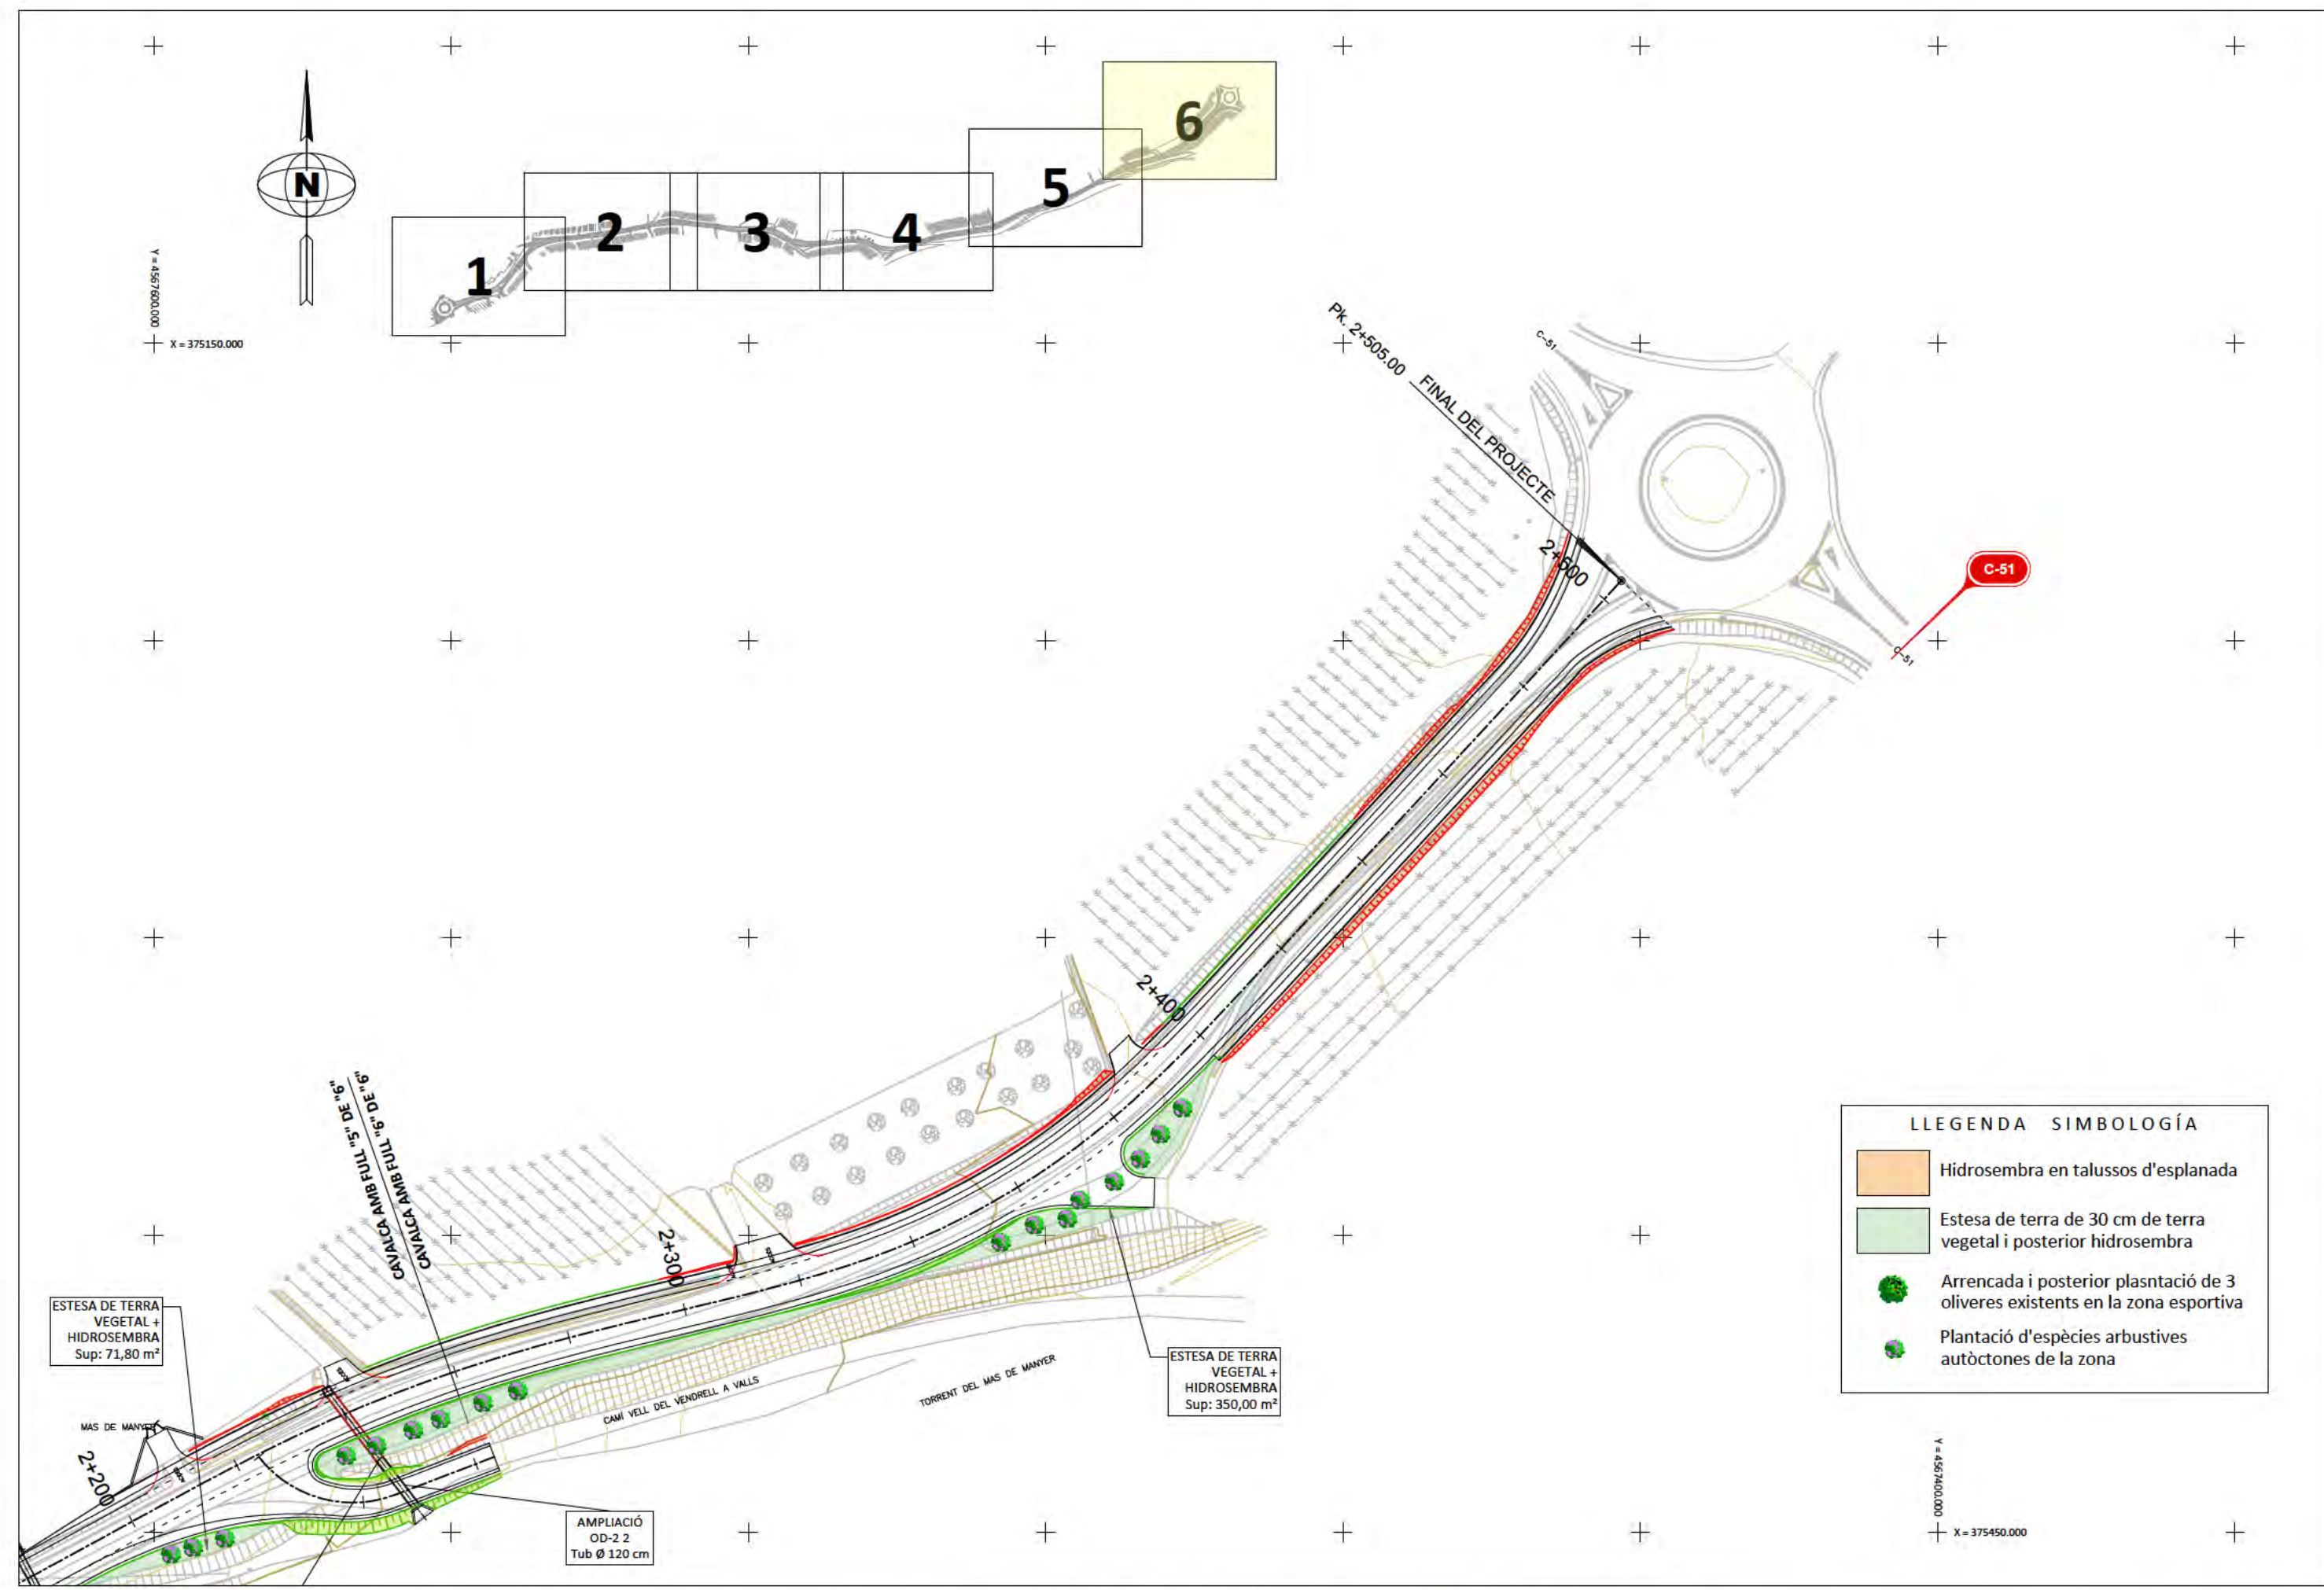 N
1
2
3
4
5
6
Y = 4567600.000
X = 375150.000
Pk. 2+505.00
FINAL DEL PROJECTE
C-51
2+600
C-51
C-51
2+400
CAVALCA AMB FULL "5" DE "6"
CAVALCA AMB FULL "6" DE "6"
2+300
ESTESA DE TERRA
VEGETAL +
HIDROSEMBRA
Sup: 71,80 m²
MAS DE MANYER
2+200
CAMÍ VELL DEL VENDRELL A VALLS
TORRENT DEL MAS DE MANYER
ESTESA DE TERRA
VEGETAL +
HIDROSEMBRA
Sup: 350,00 m²
AMPLIACIÓ
OD-2 2
Tub Ø 120 cm
LLEGENDA SIMBOLOGÍA
Hidrosembra en talussos d'esplanada
Estesa de terra de 30 cm de terra
vegetal i posterior hidrosembra
Arrencada i posterior plasntació de 3
oliveres existents en la zona esportiva
Plantació d'espècies arbustives
autòctones de la zona
Y = 4567400.000
X = 375450.000